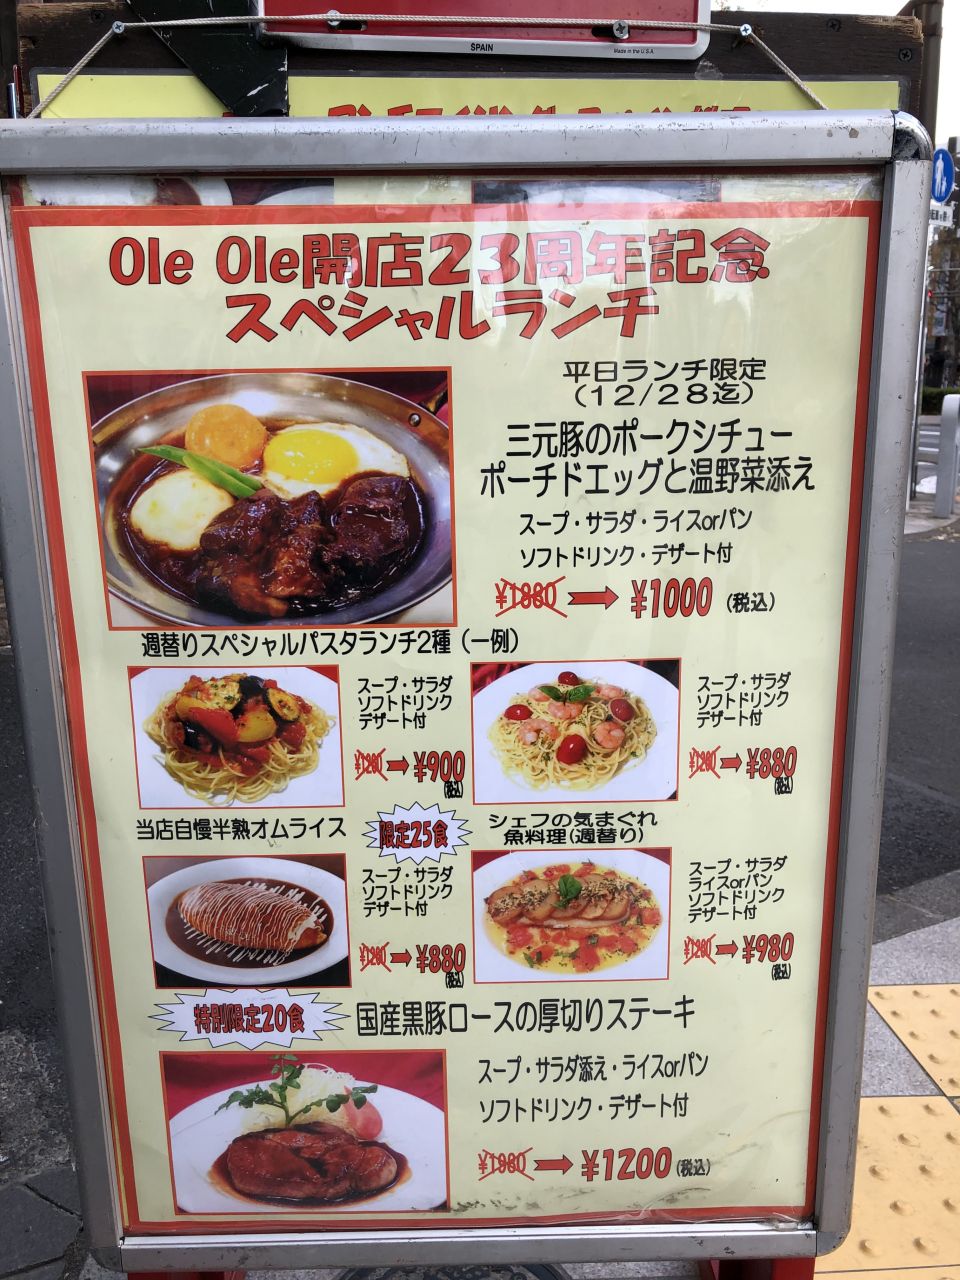 SPAIN
Made in the U.S.A.
Ole Ole開店23周年記念
スペシャルランチ
平日ランチ限定
(12/28迄)
三元豚のポークシチュー
ポーチドエッグと温野菜添え
スープ・サラダ・ライスorパン
ソフトドリンク・デザート付
¥1880 → ¥1000 (税込)
週替りスペシャルパスタランチ2種 (一例)
スープ・サラダ
ソフトドリンク
デザート付
¥1280 → ¥900
(税込)
スープ・サラダ
ソフトドリンク
デザート付
¥1280 → ¥880
(税込)
当店自慢半熟オムライス
限定25食
スープ・サラダ
ソフトドリンク
デザート付
¥1280 → ¥880
(税込)
シェフの気まぐれ
魚料理(週替り)
スープ・サラダ
ライスorパン
ソフトドリンク
デザート付
¥1280 → ¥980
(税込)
特別限定20食
国産黒豚ロースの厚切りステーキ
スープ・サラダ添え・ライスorパン
ソフトドリンク・デザート付
¥1980 → ¥1200 (税込)